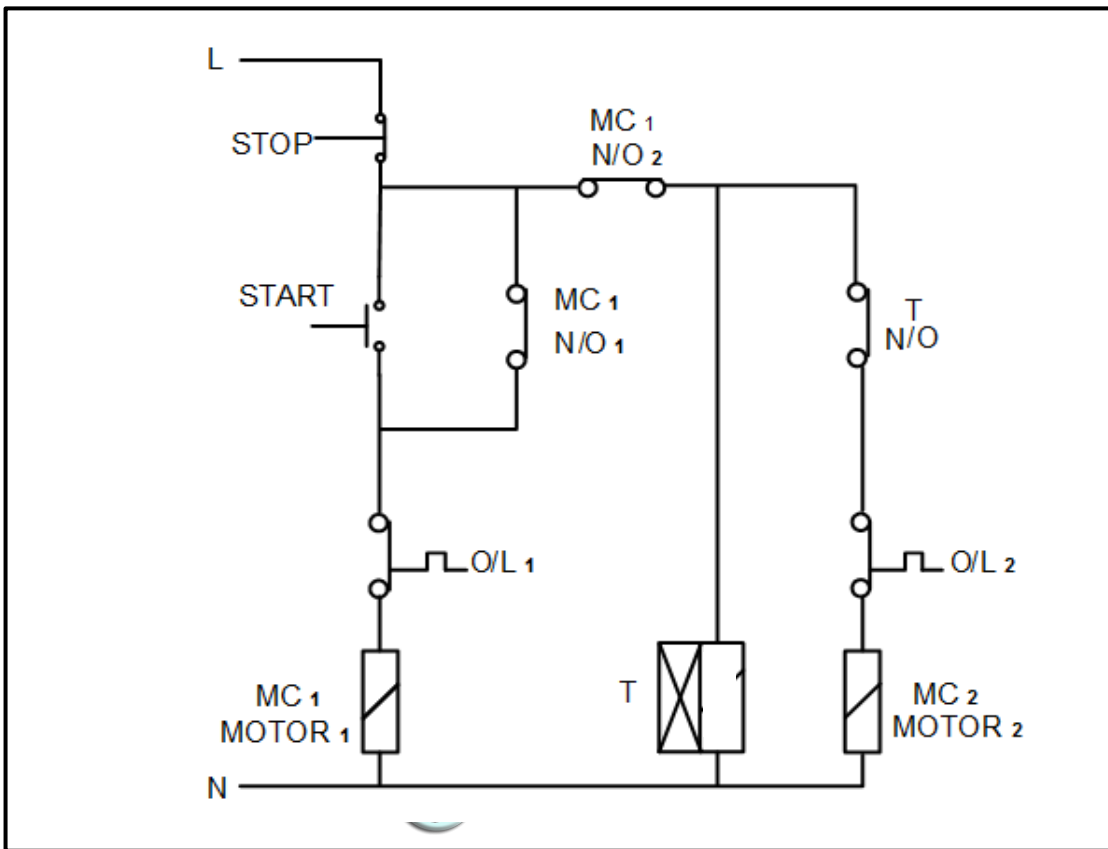 L
STOP
MC 1
N/O 2
START
MC 1
N/O 1
T
N/O
O/L 1
O/L 2
MC 1
MOTOR 1
T
MC 2
MOTOR 2
N